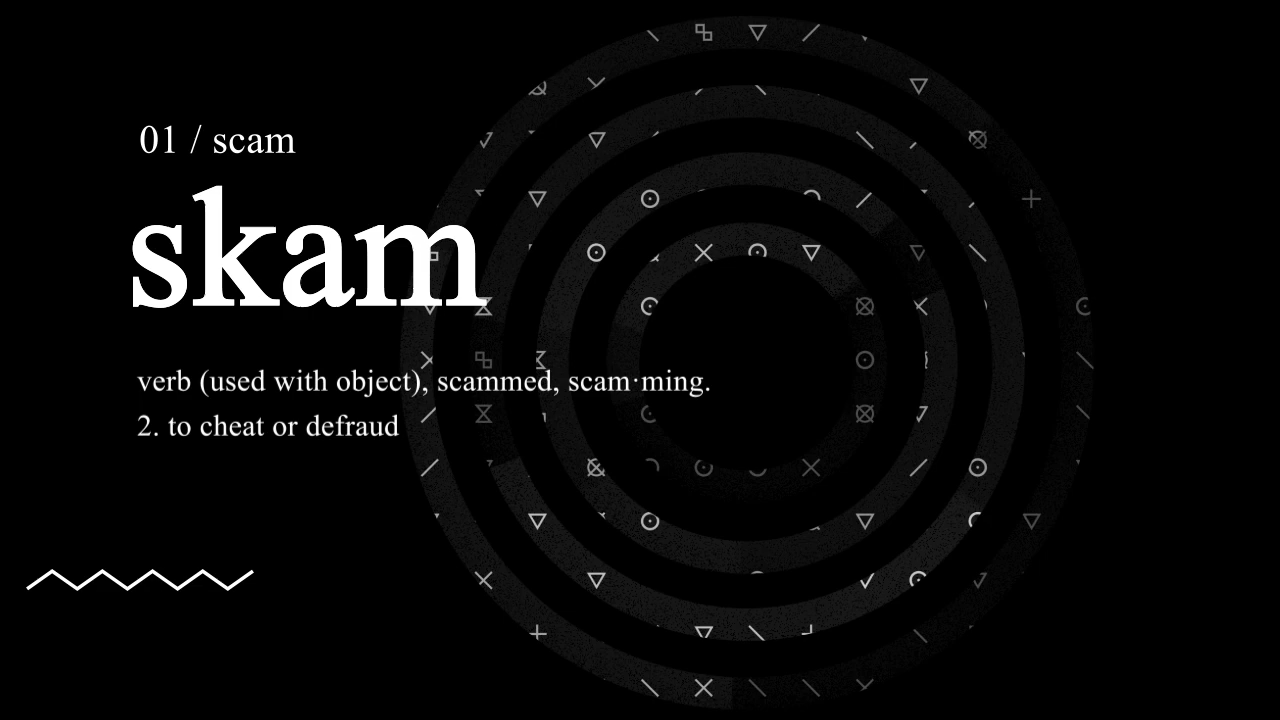 01 / scam
skam
verb (used with object), scammed, scam·ming.
2. to cheat or defraud